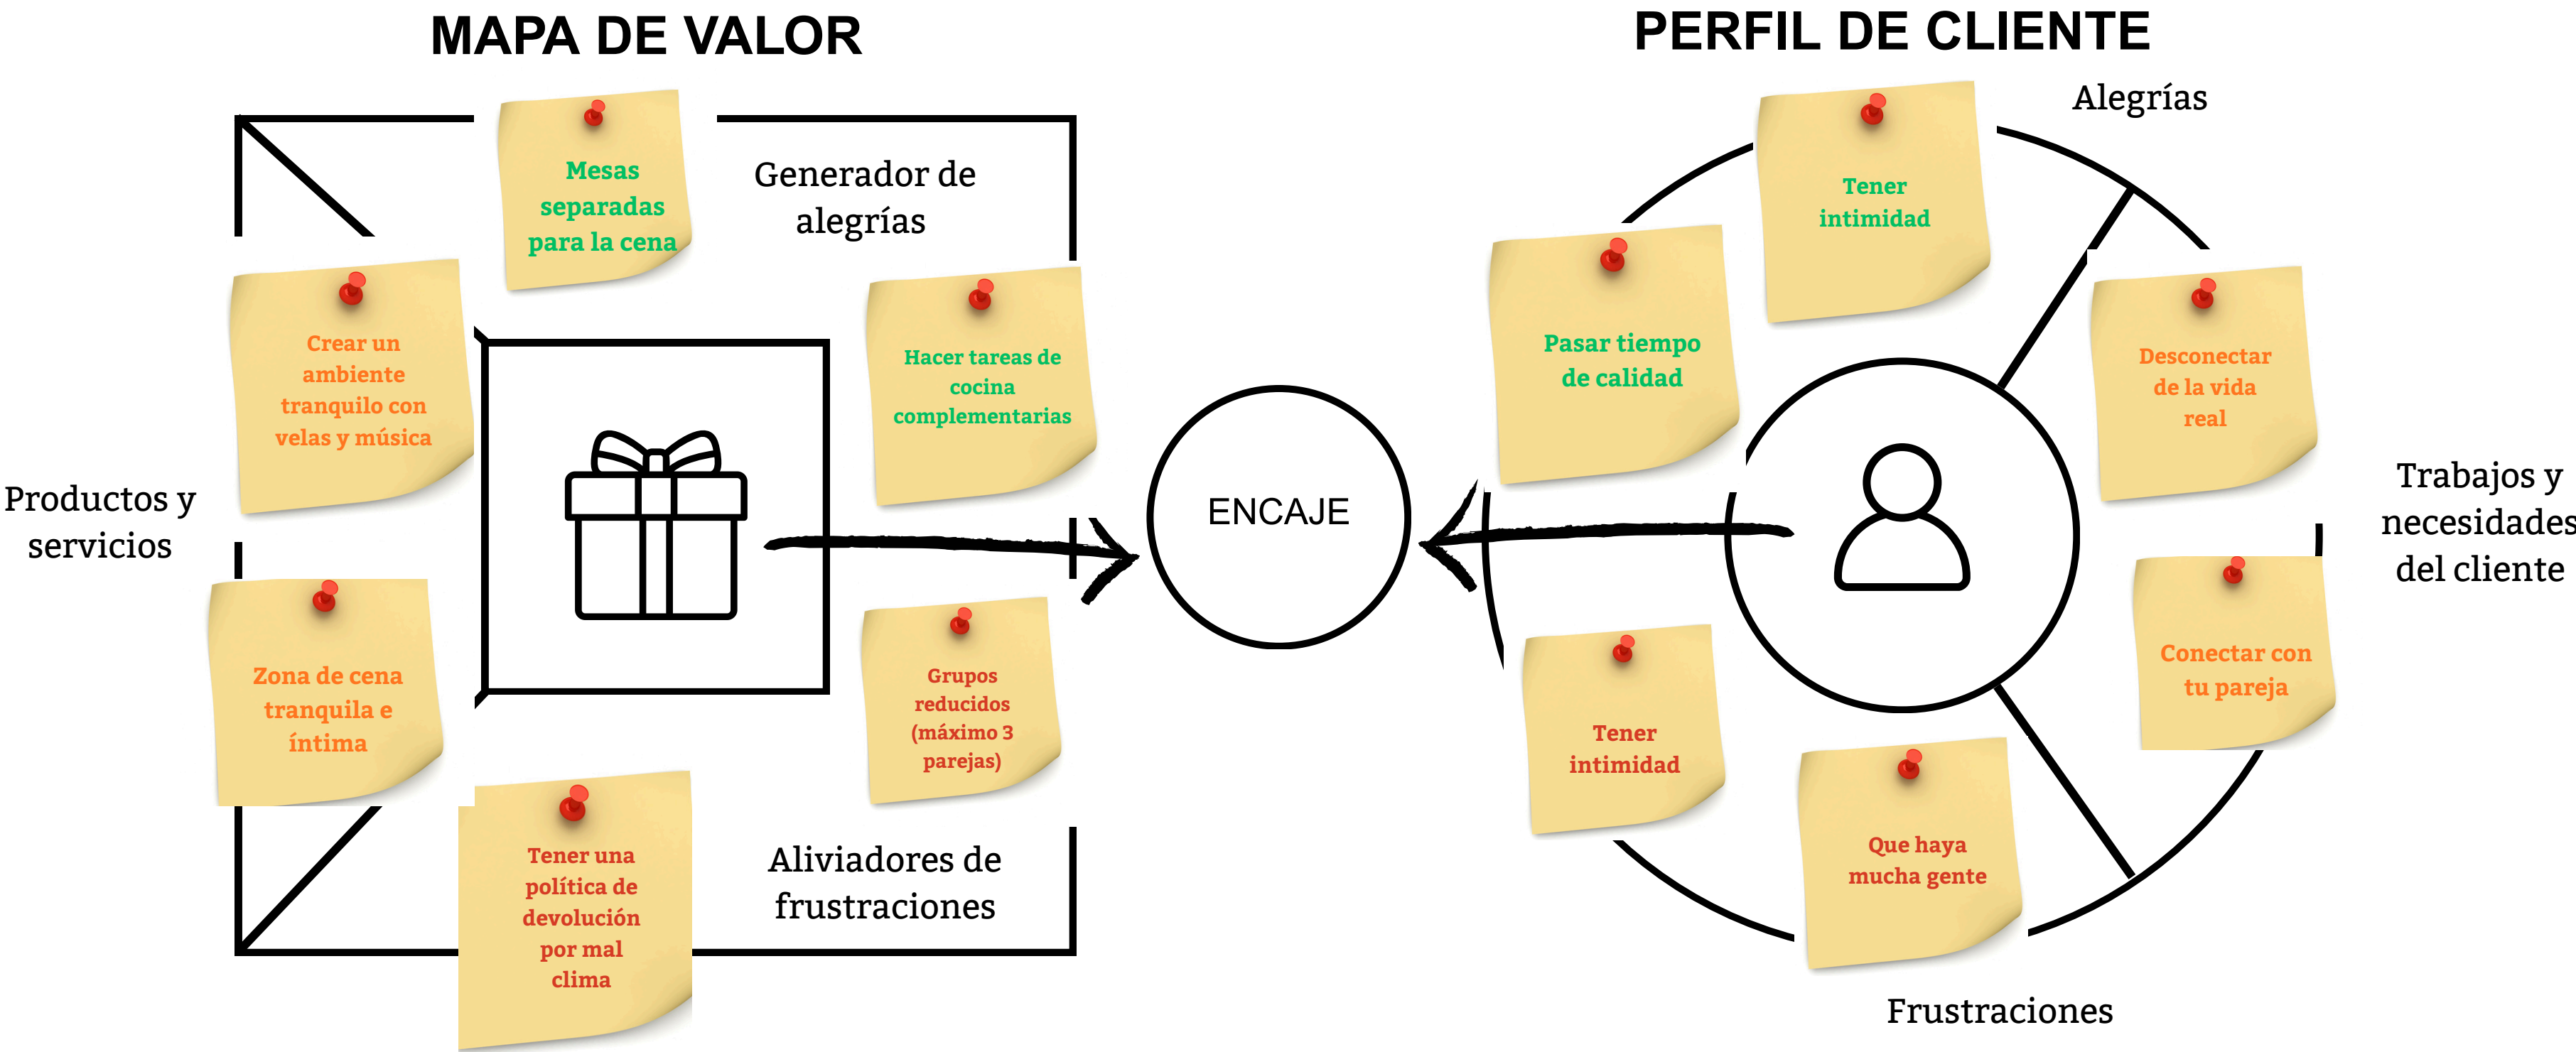 MAPA DE VALOR
Mesas
separadas
para la cena
Generador de
alegrías
Crear un
ambiente
tranquilo con
velas y música
Hacer tareas de
cocina
complementarias
Productos y
servicios
Zona de cena
tranquila e
íntima
Grupos
reducidos
(máximo 3
parejas)
Tener una
política de
devolución
por mal
clima
Aliviadores de
frustraciones
ENCAJE
PERFIL DE CLIENTE
Alegrías
Tener
intimidad
Pasar tiempo
de calidad
Desconectar
de la vida
real
Trabajos y
necesidades
del cliente
Conectar con
tu pareja
Tener
intimidad
Que haya
mucha gente
Frustraciones